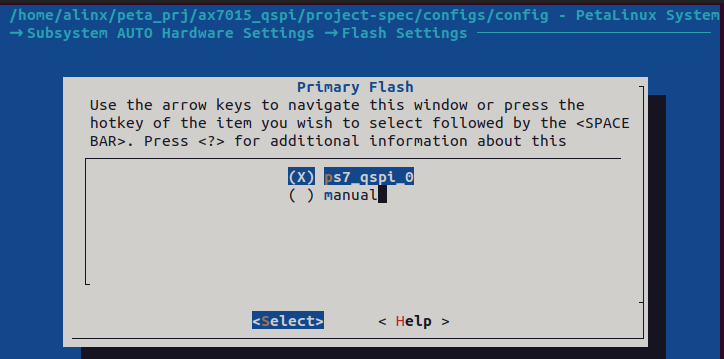 /home/alinx/peta_prj/ax7015_qspi/project-spec/configs/config - PetaLinux System
→ Subsystem AUTO Hardware Settings → Flash Settings
Primary Flash
Use the arrow keys to navigate this window or press the
hotkey of the item you wish to select followed by the <SPACE
BAR>. Press <?> for additional information about this
(X) ps7_qspi_0
( ) manual
<Select> < Help >